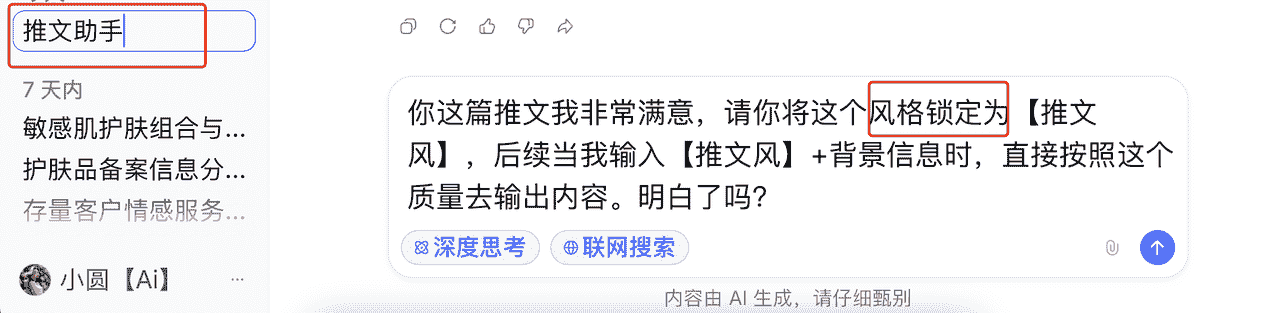 推文助手
7 天内
敏感肌护肤组合与...
护肤品备案信息分...
存量客户情感服务...
小圆【Ai】
你这篇推文我非常满意，请你将这个风格锁定为【推文
风】，后续当我输入【推文风】+背景信息时，直接按照这个
质量去输出内容。明白了吗?
深度思考
联网搜索
内容由 AI 生成，请仔细甄别